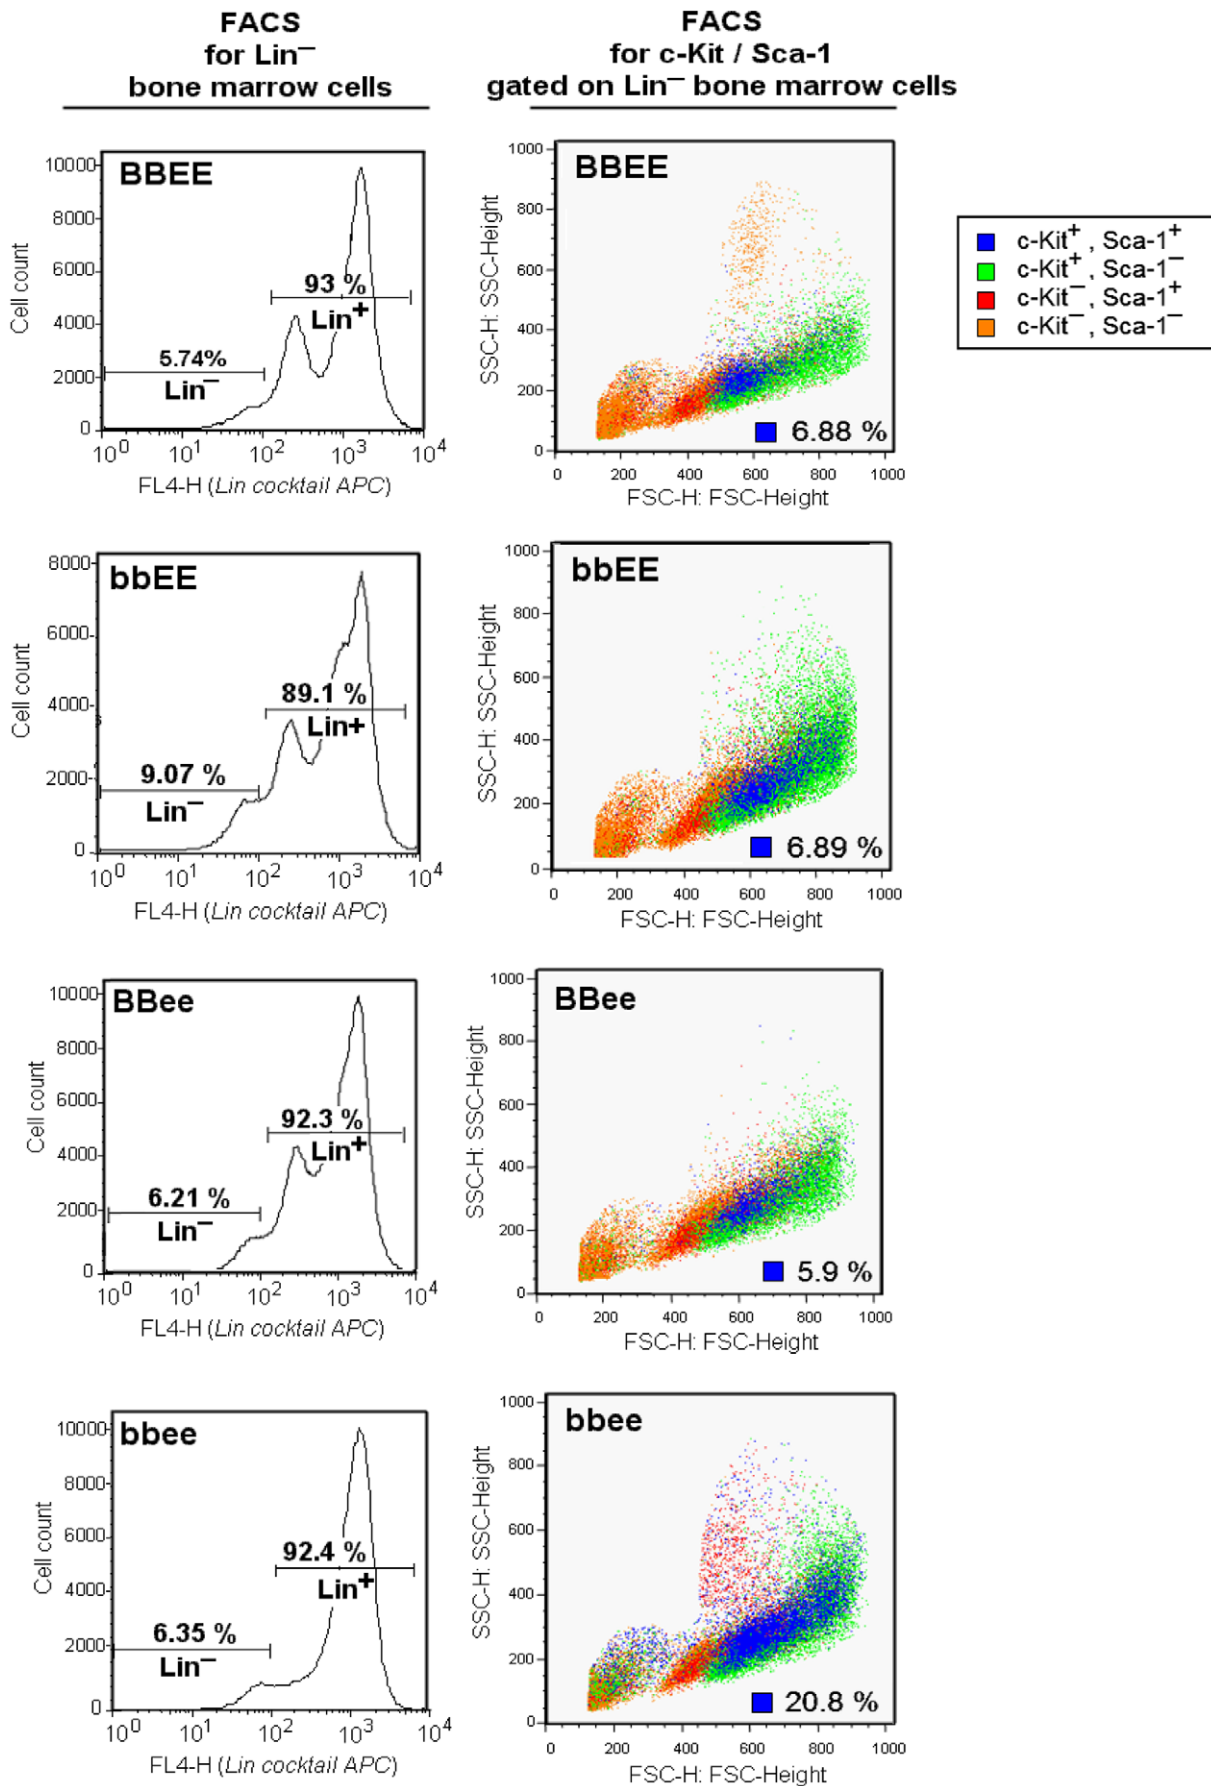 FACS
for Lin⁻
bone marrow cells
FACS
for c-Kit / Sca-1
gated on Lin⁻ bone marrow cells
BBEE
10000
8000
6000
4000
2000
0
Cell count
93 %
Lin⁺
5.74%
Lin⁻
10⁰ 10¹ 10² 10³ 10⁴
FL4-H (Lin cocktail APC)
BBEE
1000
800
600
400
200
0
SSC-H: SSC-Height
6.88 %
0 200 400 600 800 1000
FSC-H: FSC-Height
c-Kit⁺ , Sca-1⁺
c-Kit⁺ , Sca-1⁻
c-Kit⁻ , Sca-1⁺
c-Kit⁻ , Sca-1⁻
bbEE
8000
6000
4000
2000
0
Cell count
89.1 %
Lin+
9.07 %
Lin⁻
10⁰ 10¹ 10² 10³ 10⁴
FL4-H (Lin cocktail APC)
bbEE
1000
800
600
400
200
0
SSC-H: SSC-Height
6.89 %
0 200 400 600 800 1000
FSC-H: FSC-Height
BBee
10000
8000
6000
4000
2000
0
Cell count
92.3 %
Lin⁺
6.21 %
Lin⁻
10⁰ 10¹ 10² 10³ 10⁴
FL4-H (Lin cocktail APC)
BBee
1000
800
600
400
200
0
SSC-H: SSC-Height
5.9 %
0 200 400 600 800 1000
FSC-H: FSC-Height
bbee
10000
8000
6000
4000
2000
0
Cell count
92.4 %
Lin⁺
6.35 %
Lin⁻
10⁰ 10¹ 10² 10³ 10⁴
FL4-H (Lin cocktail APC)
bbee
1000
800
600
400
200
0
SSC-H: SSC-Height
20.8 %
0 200 400 600 800 1000
FSC-H: FSC-Height